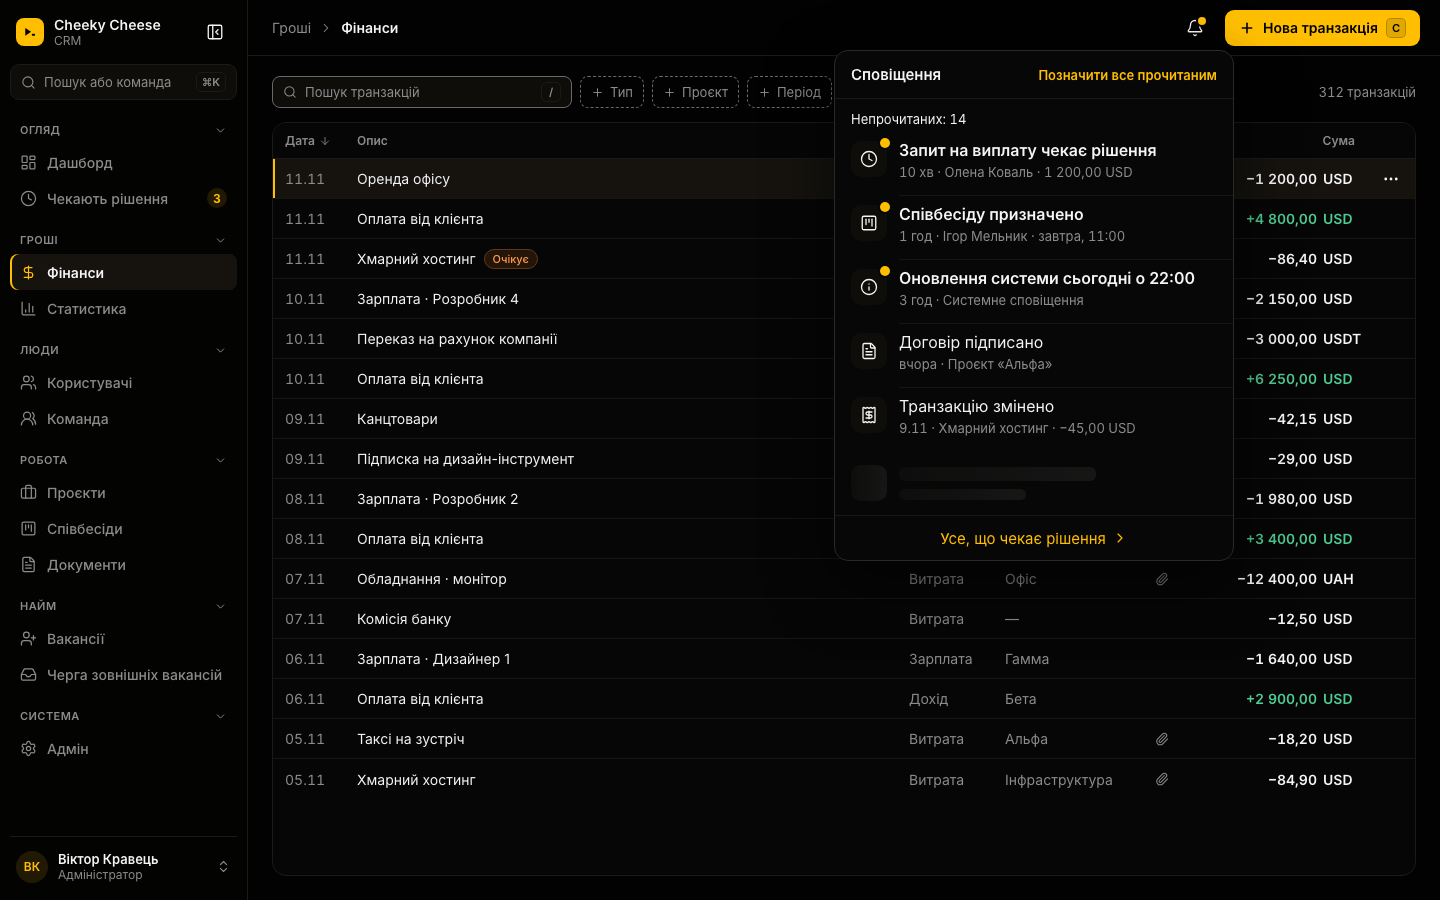 Cheeky Cheese
CRM
Пошук або команда ⌘K
ОГЛЯД
Дашборд
Чекають рішення 3
ГРОШІ
Фінанси
Статистика
ЛЮДИ
Користувачі
Команда
РОБОТА
Проєкти
Співбесіди
Документи
НАЙМ
Вакансії
Черга зовнішніх вакансій
СИСТЕМА
Адмін
ВК
Віктор Кравець
Адміністратор
Гроші > Фінанси
+ Нова транзакція C
Пошук транзакцій /
+ Тип
+ Проєкт
+ Період
312 транзакцій
Дата ↓ Опис Сума
11.11 Оренда офісу −1 200,00 USD ···
11.11 Оплата від клієнта +4 800,00 USD
11.11 Хмарний хостинг Очікує −86,40 USD
10.11 Зарплата · Розробник 4 −2 150,00 USD
10.11 Переказ на рахунок компанії −3 000,00 USDT
10.11 Оплата від клієнта +6 250,00 USD
09.11 Канцтовари −42,15 USD
09.11 Підписка на дизайн-інструмент −29,00 USD
08.11 Зарплата · Розробник 2 −1 980,00 USD
08.11 Оплата від клієнта +3 400,00 USD
07.11 Обладнання · монітор Витрата Офіс −12 400,00 UAH
07.11 Комісія банку Витрата — −12,50 USD
06.11 Зарплата · Дизайнер 1 Зарплата Гамма −1 640,00 USD
06.11 Оплата від клієнта Дохід Бета +2 900,00 USD
05.11 Таксі на зустріч Витрата Альфа −18,20 USD
05.11 Хмарний хостинг Витрата Інфраструктура −84,90 USD
Сповіщення Позначити все прочитаним
Непрочитаних: 14
Запит на виплату чекає рішення
10 хв · Олена Коваль · 1 200,00 USD
Співбесіду призначено
1 год · Ігор Мельник · завтра, 11:00
Оновлення системи сьогодні о 22:00
3 год · Системне сповіщення
Договір підписано
вчора · Проєкт «Альфа»
Транзакцію змінено
9.11 · Хмарний хостинг · −45,00 USD
Усе, що чекає рішення >